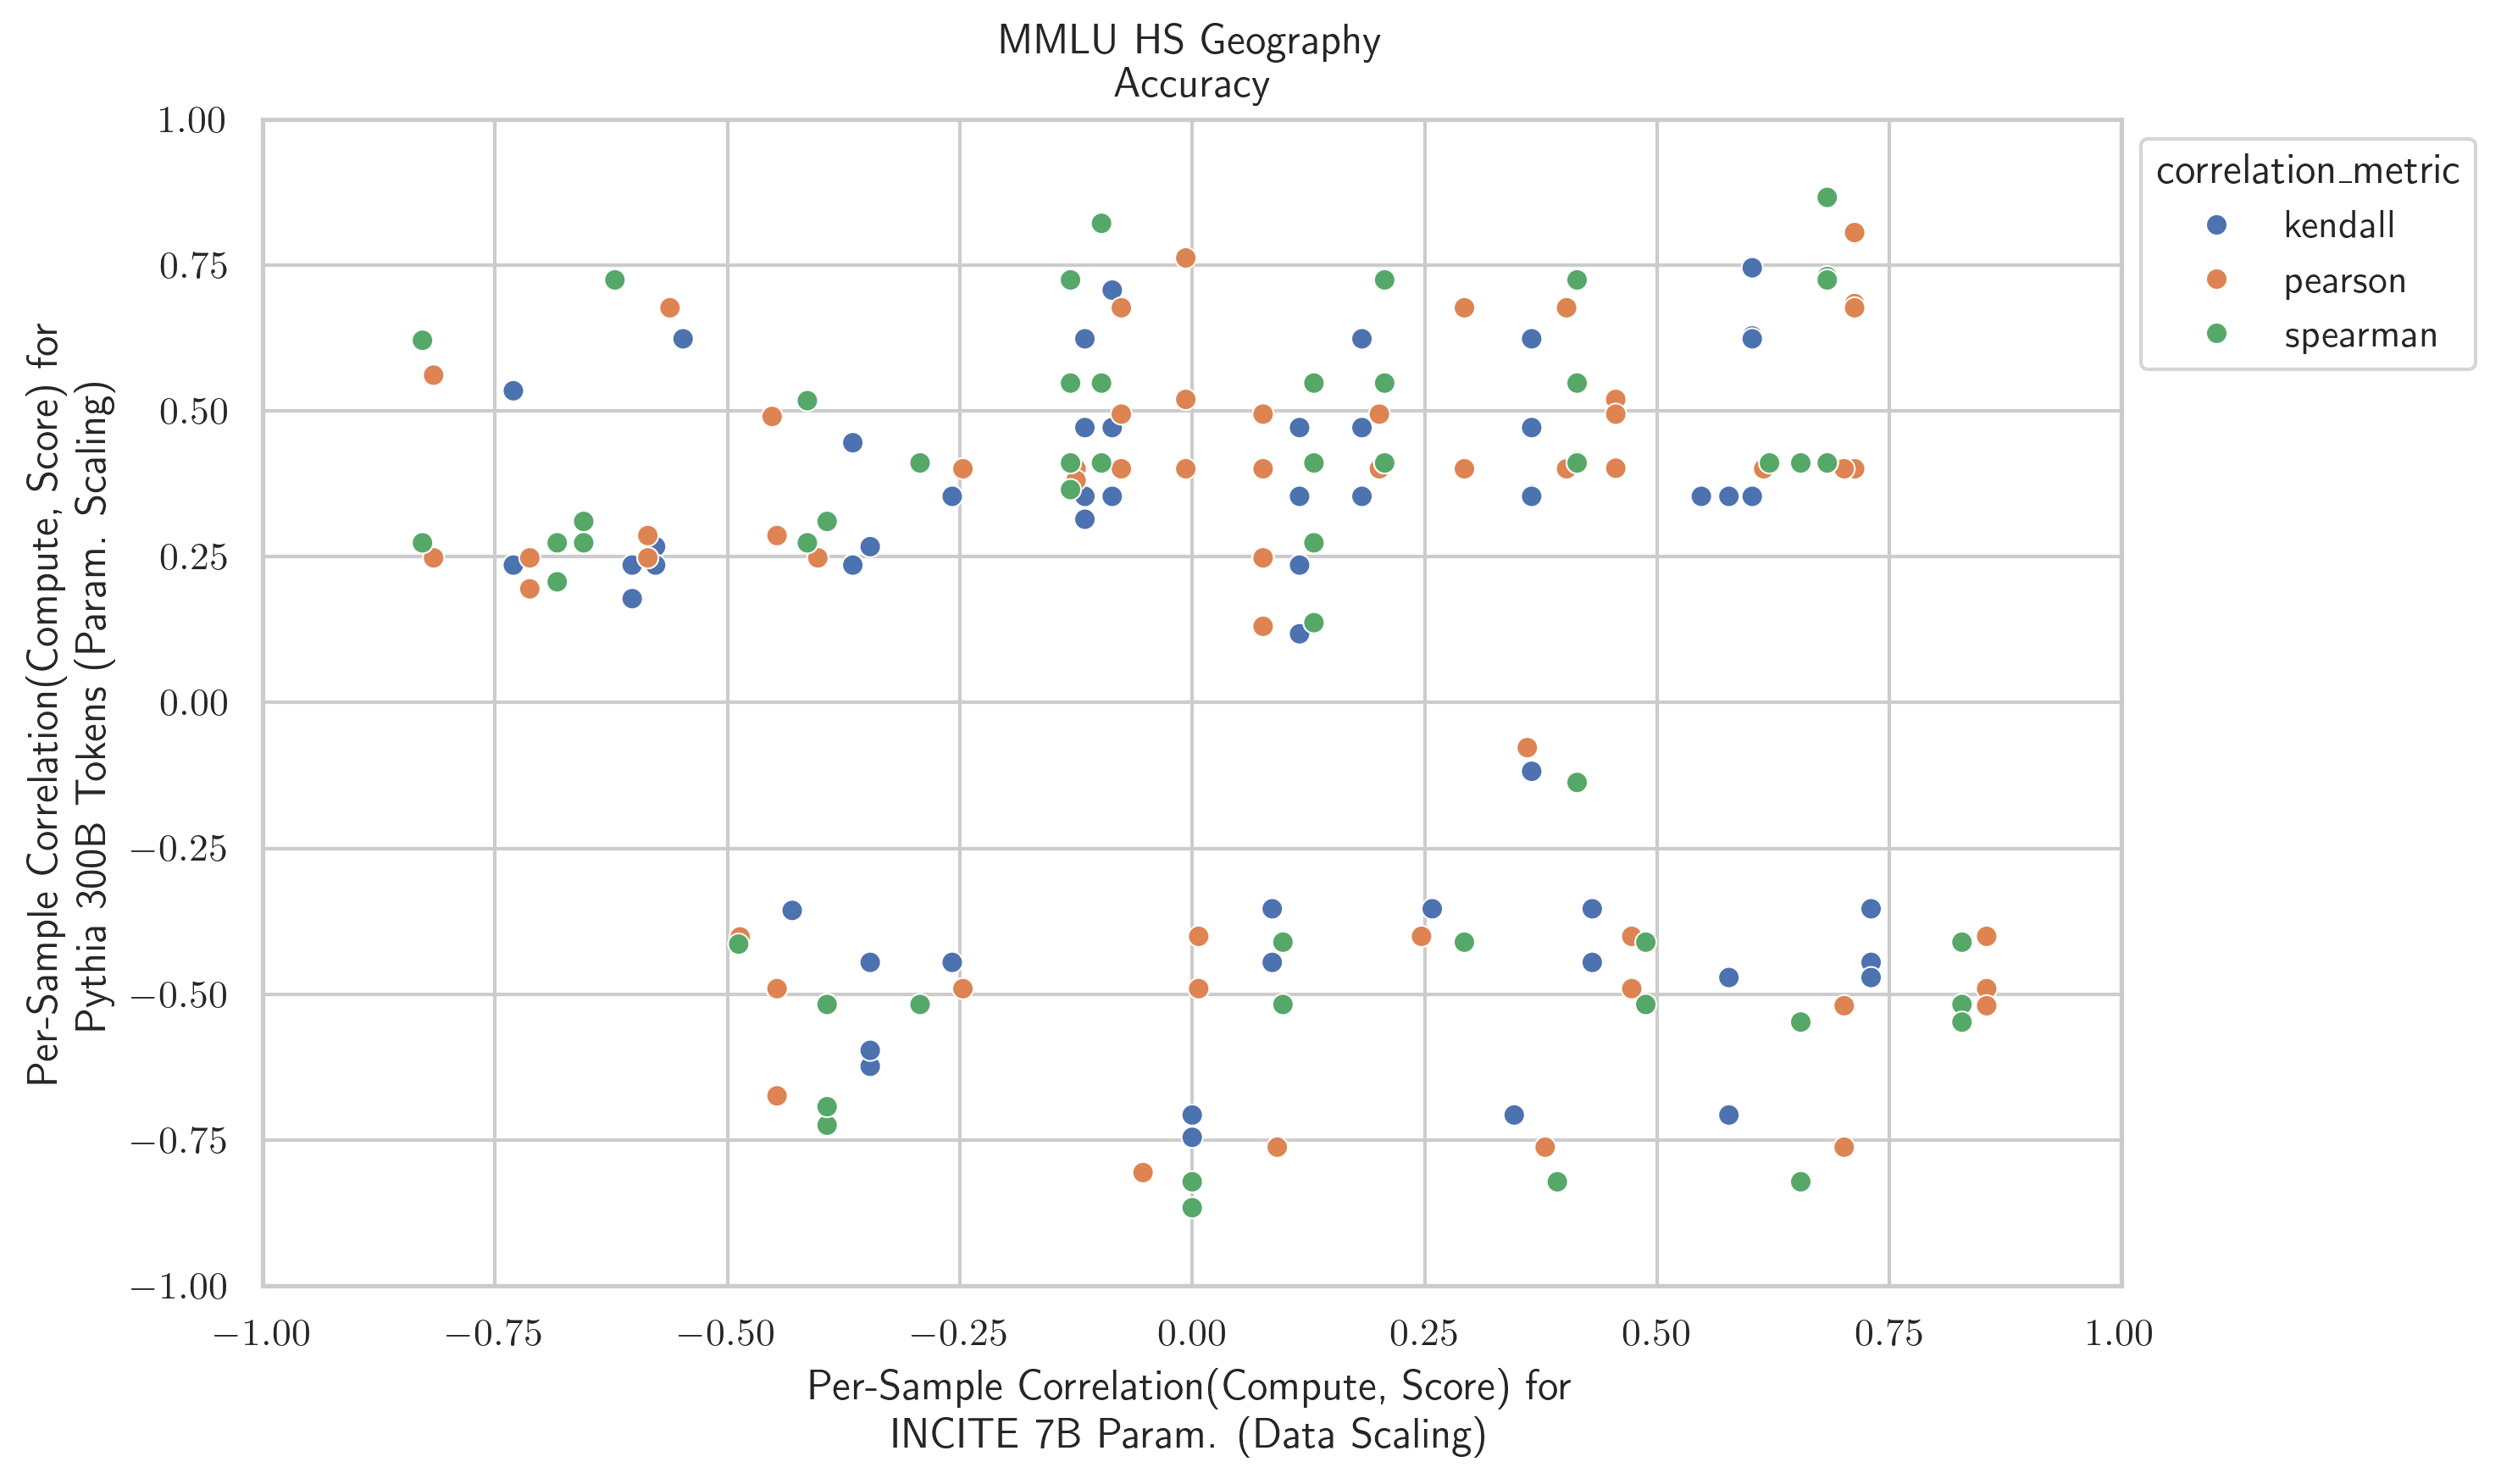 MMLU HS Geography
Accuracy
1.00
0.75
0.50
0.25
0.00
−0.25
−0.50
−0.75
−1.00
Per-Sample Correlation(Compute, Score) for
Pythia 300B Tokens (Param. Scaling)
correlation_metric
kendall
pearson
spearman
−1.00 −0.75 −0.50 −0.25 0.00 0.25 0.50 0.75 1.00
Per-Sample Correlation(Compute, Score) for
INCITE 7B Param. (Data Scaling)